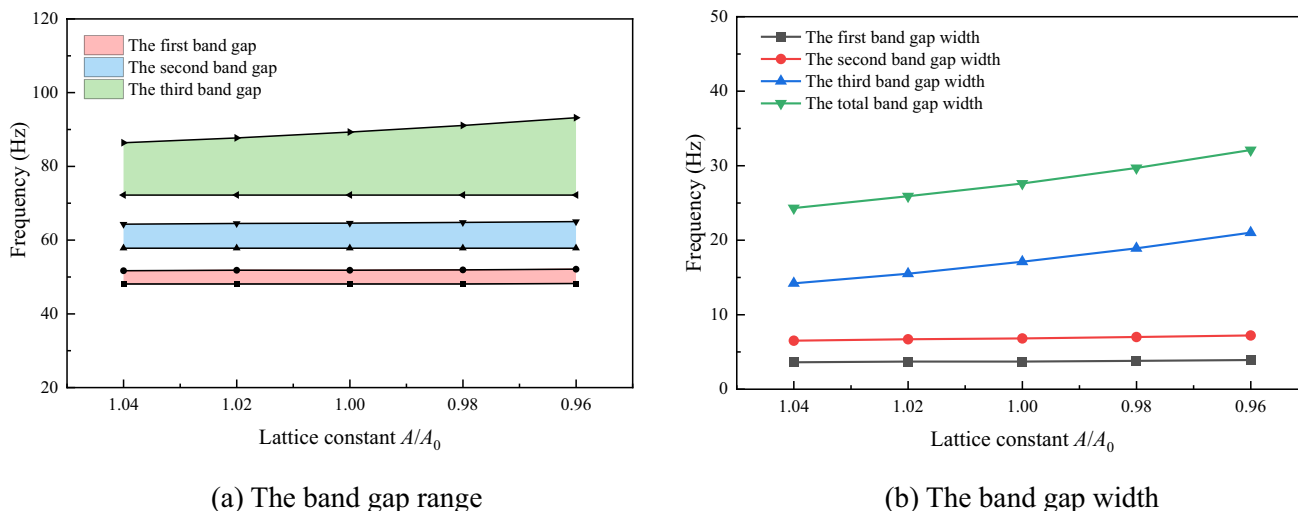 120
100
80
60
40
20
Frequency (Hz)
The first band gap
The second band gap
The third band gap
1.04 1.02 1.00 0.98 0.96
Lattice constant A/A0
(a) The band gap range
50
40
30
20
10
0
Frequency (Hz)
The first band gap width
The second band gap width
The third band gap width
The total band gap width
1.04 1.02 1.00 0.98 0.96
Lattice constant A/A0
(b) The band gap width